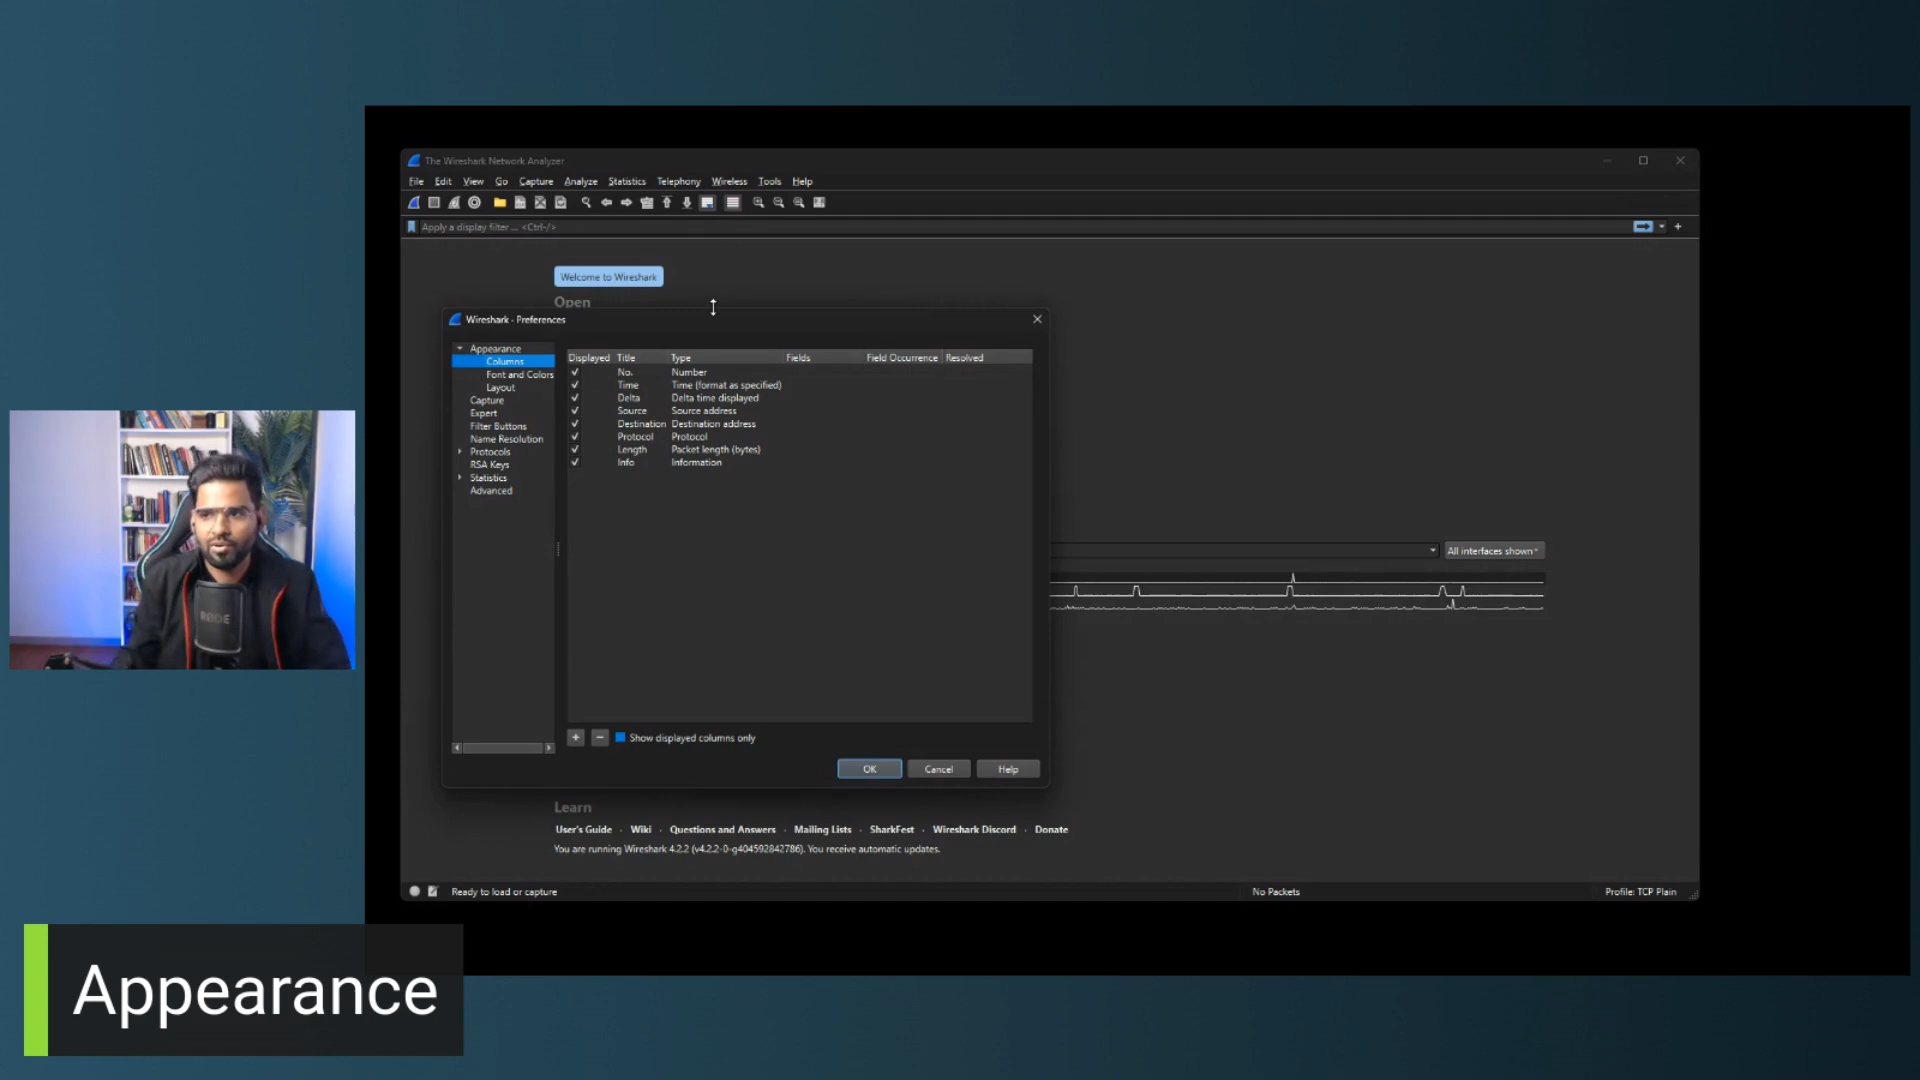 The Wireshark Network Analyzer
File Edit View Go Capture Analyze Statistics Telephony Wireless Tools Help
Apply a display filter ... <Ctrl-/>
Welcome to Wireshark
Open
Wireshark · Preferences
Appearance
Columns
Font and Colors
Layout
Capture
Expert
Filter Buttons
Name Resolution
Protocols
RSA Keys
Statistics
Advanced
Displayed Title Type Fields Field Occurrence Resolved
No. Number
Time Time (format as specified)
Delta Delta time displayed
Source Source address
Destination Destination address
Protocol Protocol
Length Packet length (bytes)
Info Information
All interfaces shown
+ − Show displayed columns only
OK Cancel Help
Learn
User's Guide · Wiki · Questions and Answers · Mailing Lists · SharkFest · Wireshark Discord · Donate
You are running Wireshark 4.2.2 (v4.2.2-0-g404592842786). You receive automatic updates.
Ready to load or capture
No Packets
Profile: TCP Plain
RØDE
Appearance